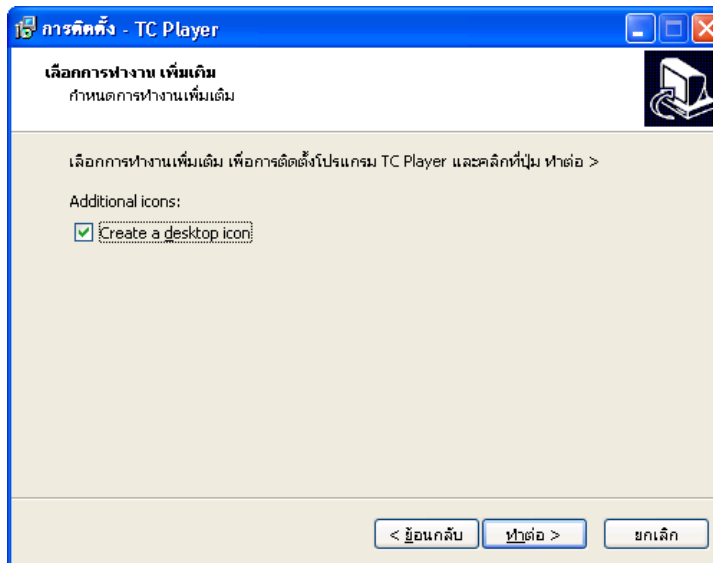 การติดตั้ง - TC Player
เลือกการทำงาน เพิ่มเติม
กำหนดการทำงานเพิ่มเติม
เลือกการทำงานเพิ่มเติม เพื่อการติดตั้งโปรแกรม TC Player และคลิกที่ปุ่ม ทำต่อ >
Additional icons:
Create a desktop icon
< ย้อนกลับ
ทำต่อ >
ยกเลิก